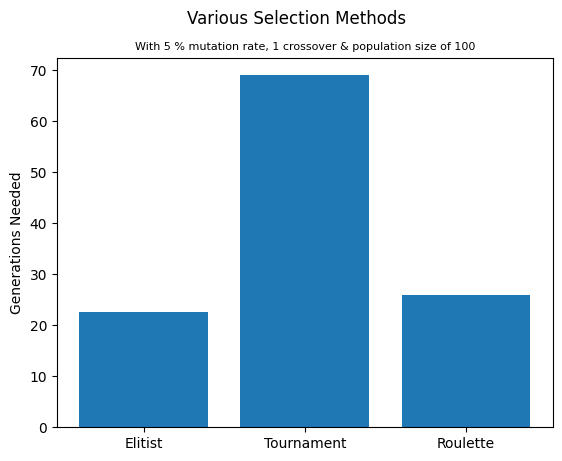 Various Selection Methods
With 5 % mutation rate, 1 crossover & population size of 100
70
60
50
40
30
20
10
0
Generations Needed
Elitist
Tournament
Roulette